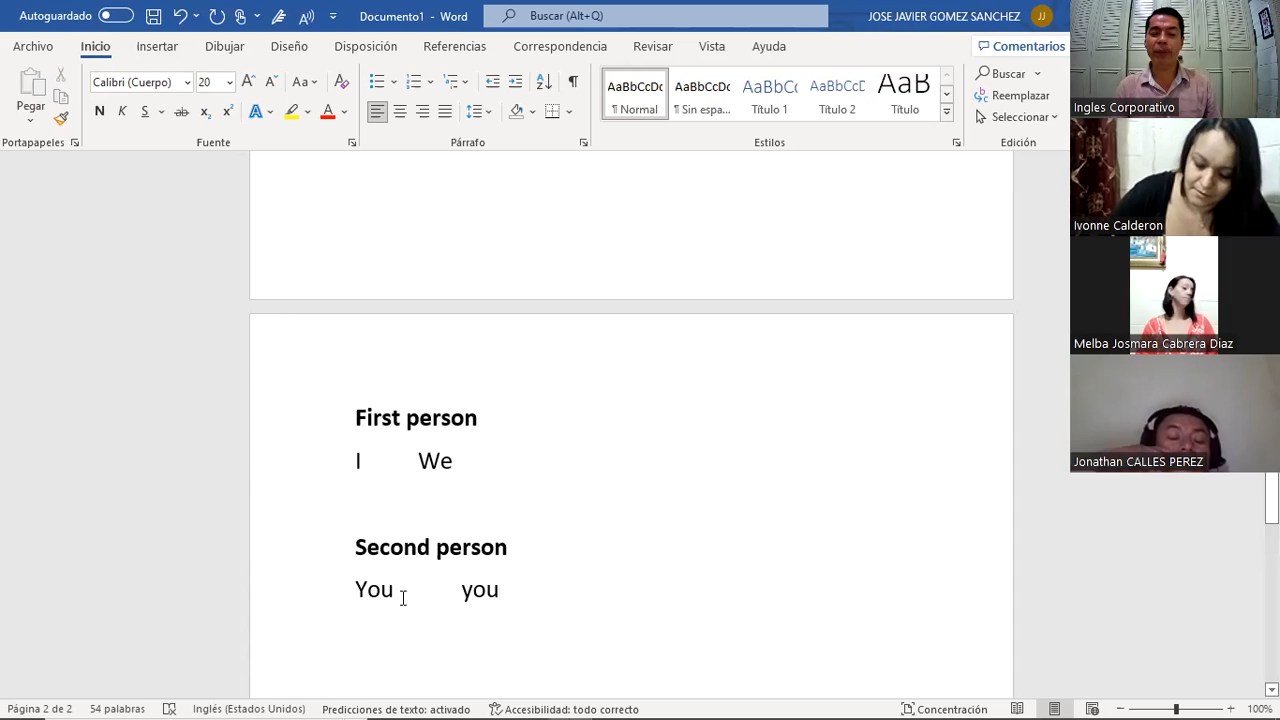 Autoguardado
Documento1 - Word
Buscar (Alt+Q)
JOSE JAVIER GOMEZ SANCHEZ
JJ
Archivo Inicio Insertar Dibujar Diseño Disposición Referencias Correspondencia Revisar Vista Ayuda
Comentarios
Pegar
Calibri (Cuerpo) 20
N K S
AaBbCcDc AaBbCcDc AaBbCc AaBbCcC AaB
¶ Normal ¶ Sin espa... Título 1 Título 2 Título
Buscar
Reemplazar
Seleccionar
Portapapeles Fuente Párrafo Estilos Edición
First person
I We
Second person
You you
Ingles Corporativo
Ivonne Calderon
Melba Josmara Cabrera Diaz
Jonathan CALLES PEREZ
Página 2 de 2 54 palabras Inglés (Estados Unidos) Predicciones de texto: activado Accesibilidad: todo correcto Concentración 100%